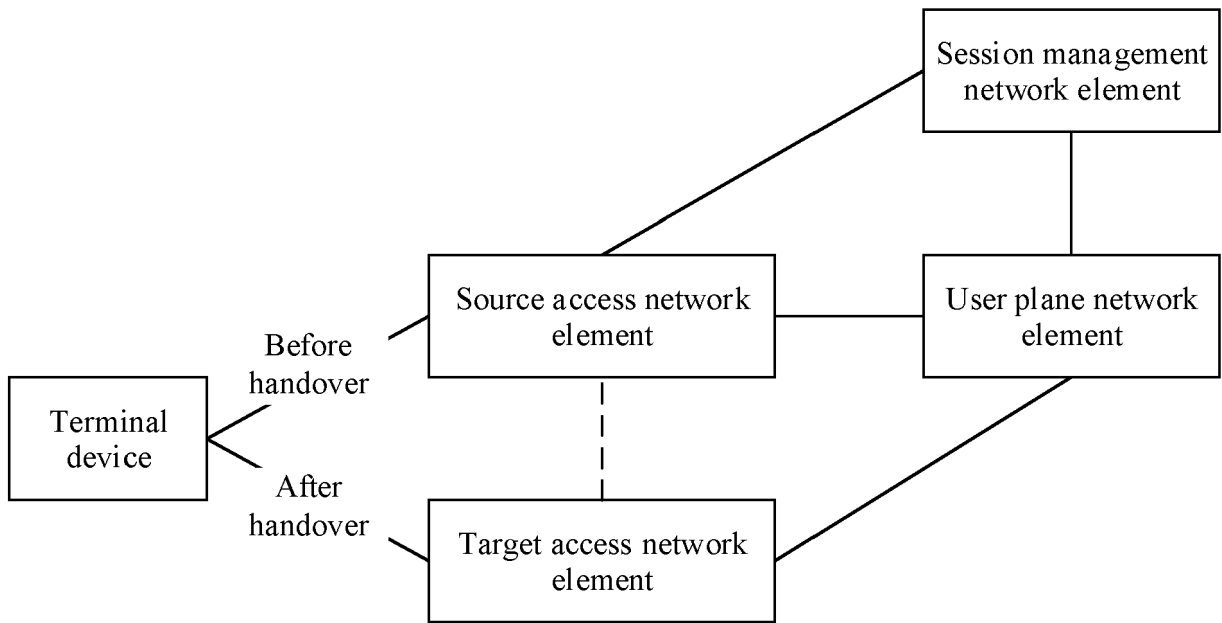 Session management
network element
Source access network
element
User plane network
element
Before
handover
Terminal
device
After
handover
Target access network
element